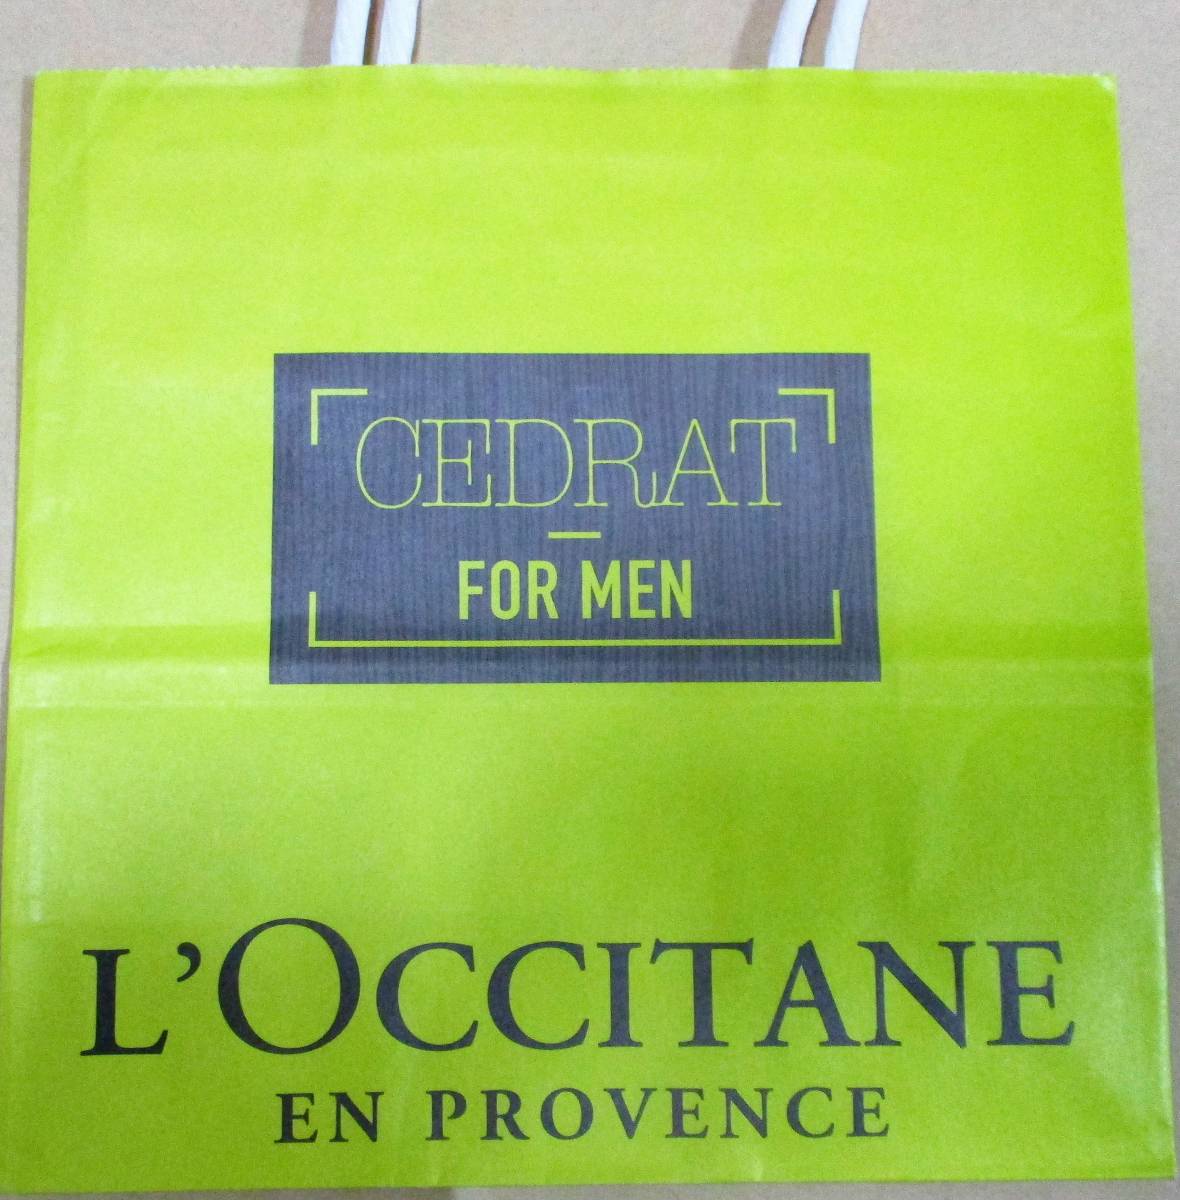 CEDRAT
FOR MEN
L'OCCITANE
EN PROVENCE